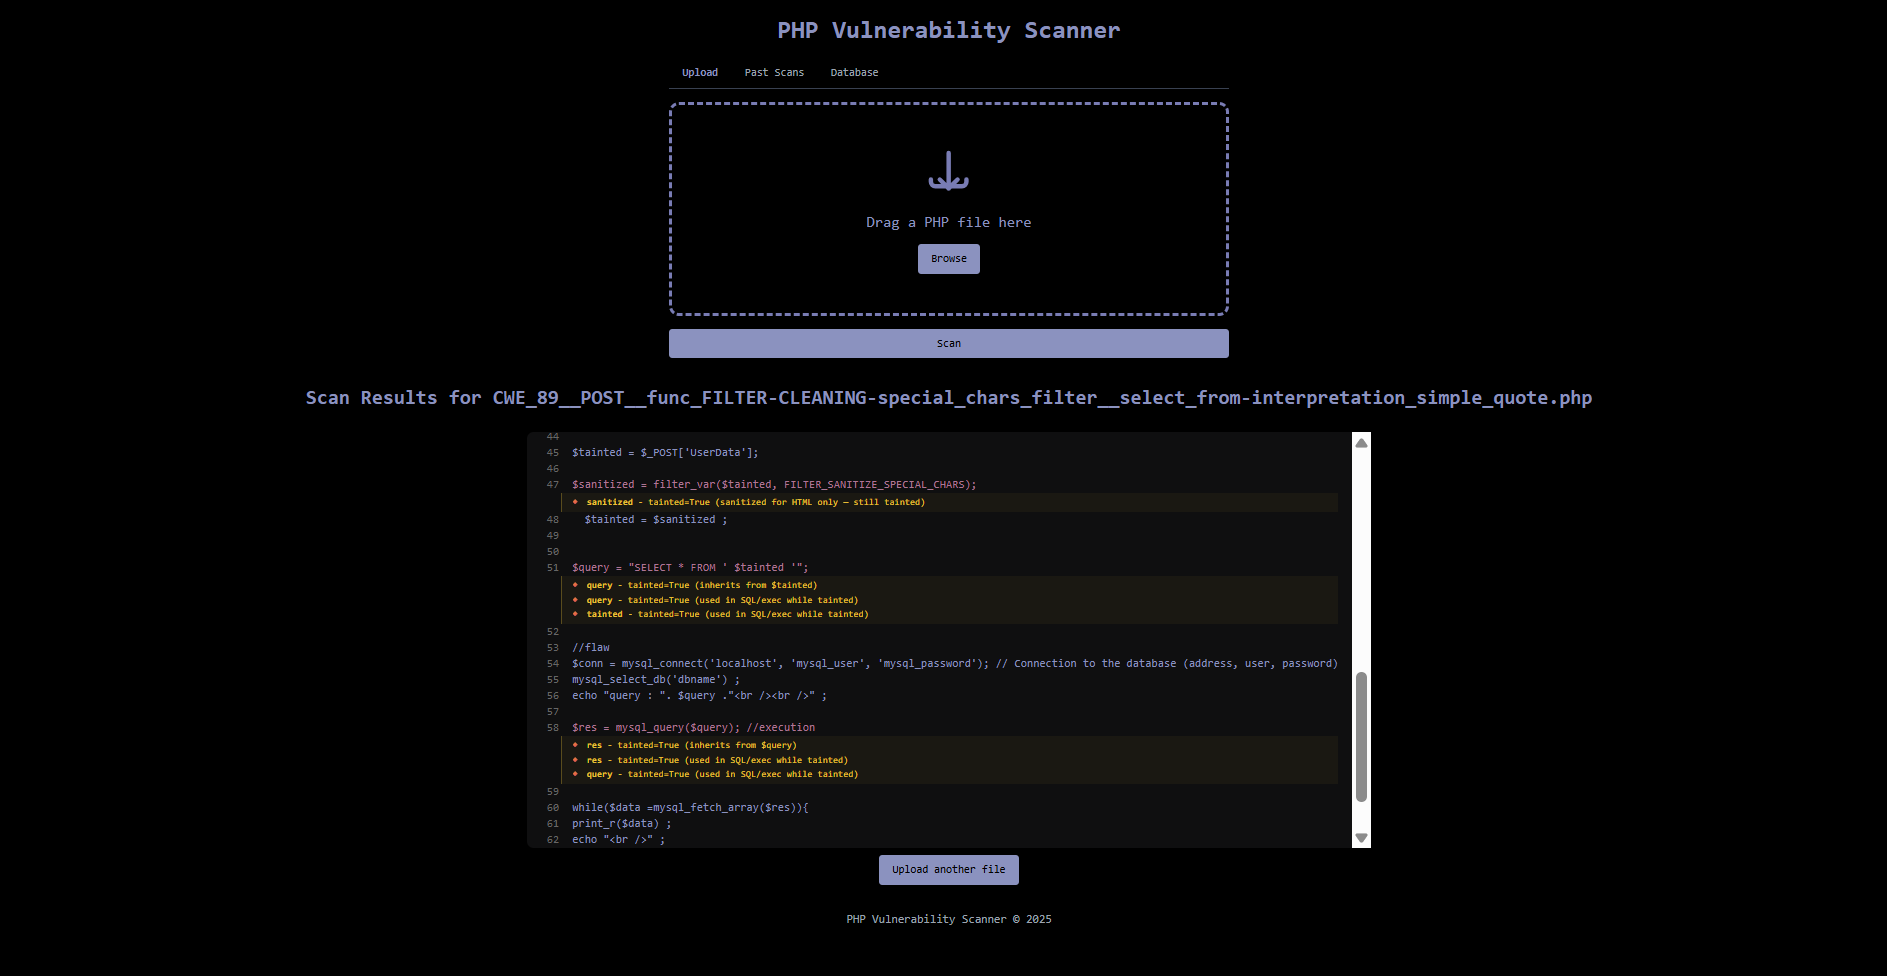 PHP Vulnerability Scanner
Upload Past Scans Database
Drag a PHP file here
Browse
Scan
Scan Results for CWE_89__POST__func_FILTER-CLEANING-special_chars_filter__select_from-interpretation_simple_quote.php
44
45 $tainted = $_POST['UserData'];
46
47 $sanitized = filter_var($tainted, FILTER_SANITIZE_SPECIAL_CHARS);
sanitized - tainted=True (sanitized for HTML only — still tainted)
48 $tainted = $sanitized ;
49
50
51 $query = "SELECT * FROM ' $tainted '";
query - tainted=True (inherits from $tainted)
query - tainted=True (used in SQL/exec while tainted)
tainted - tainted=True (used in SQL/exec while tainted)
52
53 //flaw
54 $conn = mysql_connect('localhost', 'mysql_user', 'mysql_password'); // Connection to the database (address, user, password)
55 mysql_select_db('dbname') ;
56 echo "query : ". $query ."<br /><br />" ;
57
58 $res = mysql_query($query); //execution
res - tainted=True (inherits from $query)
res - tainted=True (used in SQL/exec while tainted)
query - tainted=True (used in SQL/exec while tainted)
59
60 while($data =mysql_fetch_array($res)){
61 print_r($data) ;
62 echo "<br />" ;
Upload another file
PHP Vulnerability Scanner © 2025